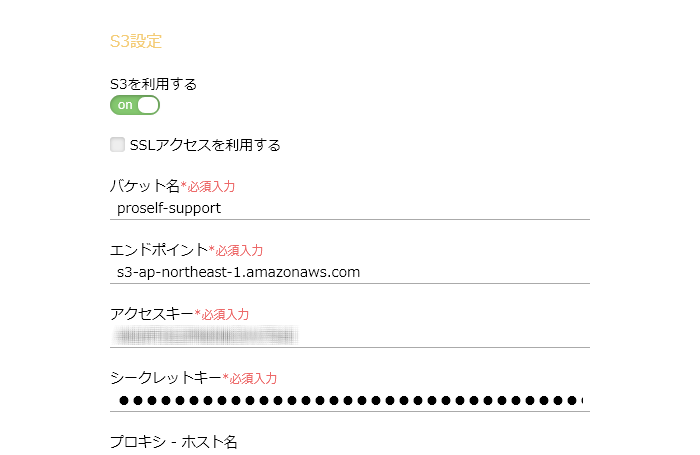 S3設定
S3を利用する
on
SSLアクセスを利用する
バケット名*必須入力
proself-support
エンドポイント*必須入力
s3-ap-northeast-1.amazonaws.com
アクセスキー*必須入力
シークレットキー*必須入力
プロキシ - ホスト名